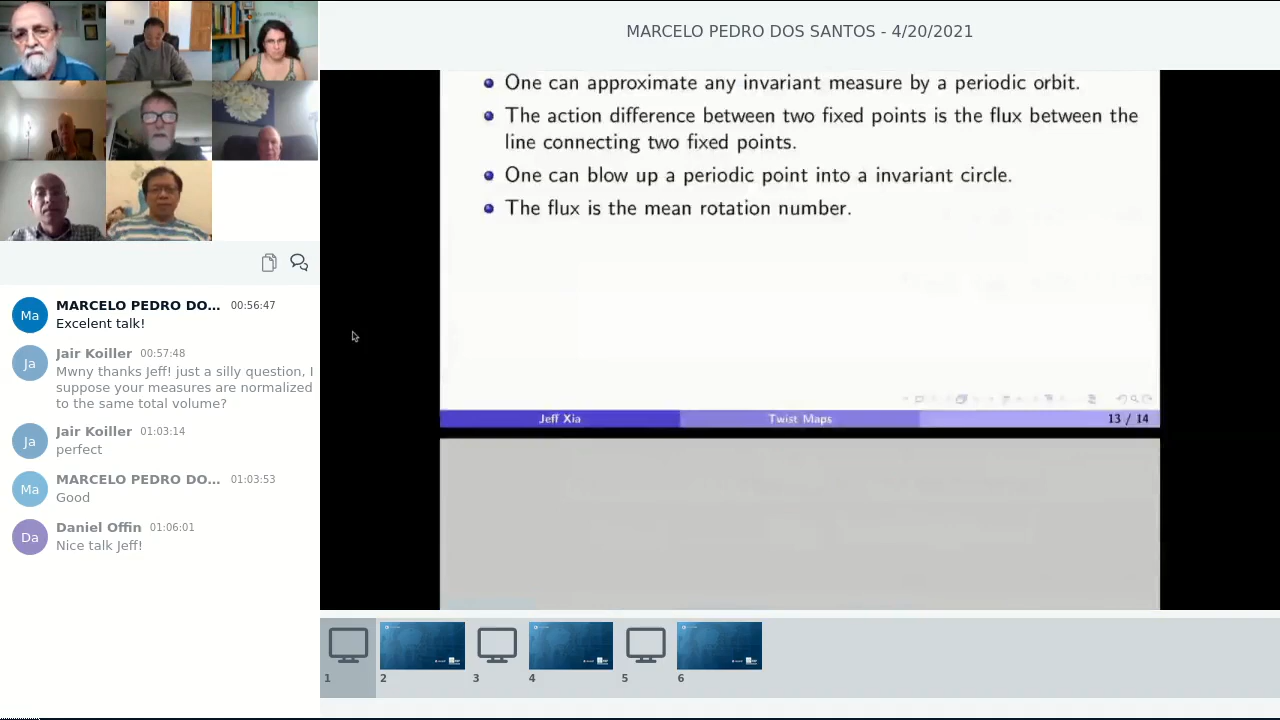 MARCELO PEDRO DOS SANTOS - 4/20/2021
One can approximate any invariant measure by a periodic orbit.
The action difference between two fixed points is the flux between the
line connecting two fixed points.
One can blow up a periodic point into a invariant circle.
The flux is the mean rotation number.
Jeff Xia
Twist Maps
13 / 14
Ma
MARCELO PEDRO DO... 00:56:47
Excelent talk!
Ja
Jair Koiller 00:57:48
Mwny thanks Jeff! just a silly question, I
suppose your measures are normalized
to the same total volume?
Ja
Jair Koiller 01:03:14
perfect
Ma
MARCELO PEDRO DO... 01:03:53
Good
Da
Daniel Offin 01:06:01
Nice talk Jeff!
1
2
3
4
5
6